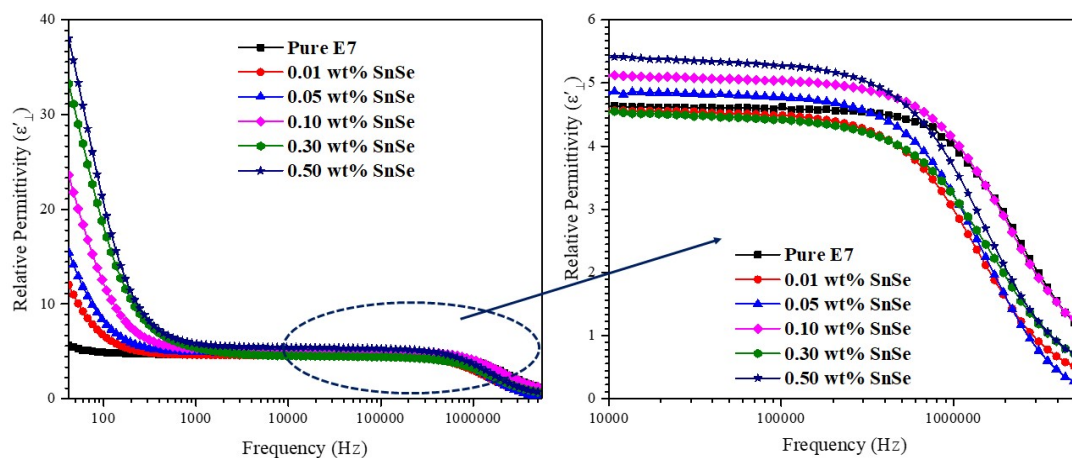 40
30
20
10
0
Relative Permittivity (ε′⊥)
Pure E7
0.01 wt% SnSe
0.05 wt% SnSe
0.10 wt% SnSe
0.30 wt% SnSe
0.50 wt% SnSe
100
1000
10000
100000
1000000
Frequency (Hz)
6
5
4
3
2
1
0
Relative Permittivity (ε′⊥)
Pure E7
0.01 wt% SnSe
0.05 wt% SnSe
0.10 wt% SnSe
0.30 wt% SnSe
0.50 wt% SnSe
10000
100000
1000000
Frequency (Hz)